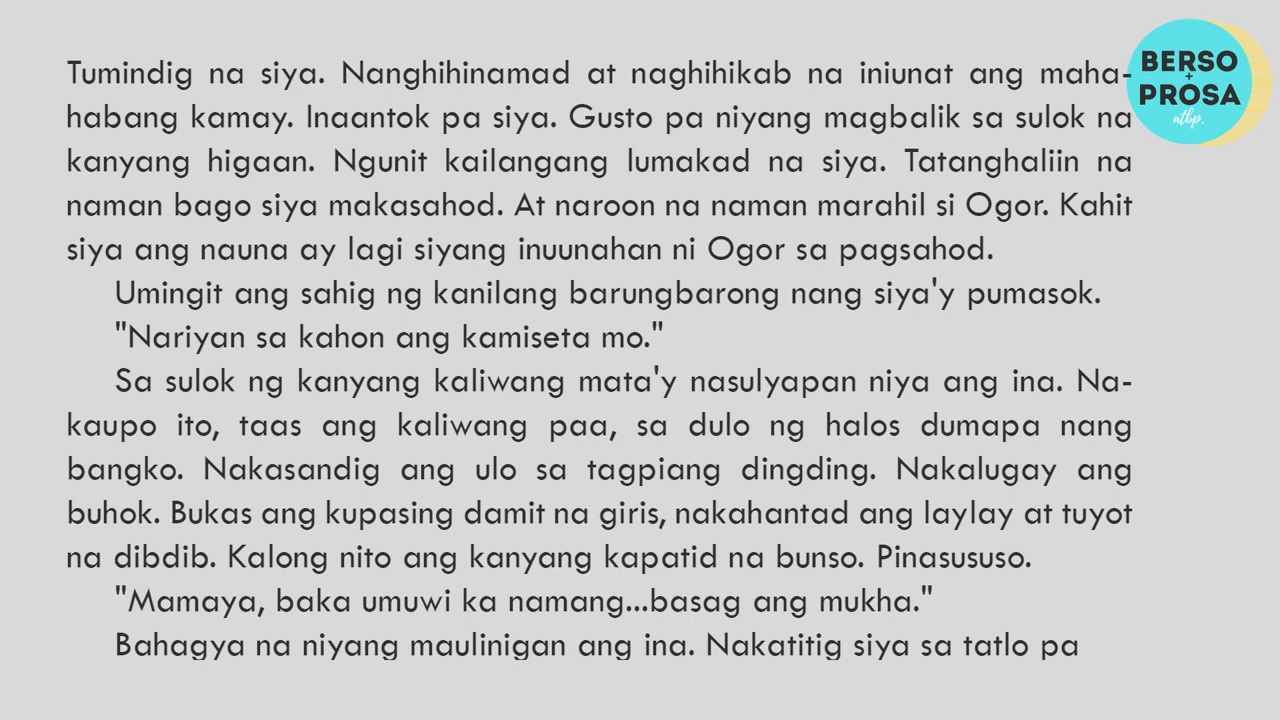 Tumindig na siya. Nanghihinamad at naghihikab na iniunat ang maha-
habang kamay. Inaantok pa siya. Gusto pa niyang magbalik sa sulok na
kanyang higaan. Ngunit kailangang lumakad na siya. Tatanghaliin na
naman bago siya makasahod. At naroon na naman marahil si Ogor. Kahit
siya ang nauna ay lagi siyang inuunahan ni Ogor sa pagsahod.
Umingit ang sahig ng kanilang barungbarong nang siya'y pumasok.
"Nariyan sa kahon ang kamiseta mo."
Sa sulok ng kanyang kaliwang mata'y nasulyapan niya ang ina. Na-
kaupo ito, taas ang kaliwang paa, sa dulo ng halos dumapa nang
bangko. Nakasandig ang ulo sa tagpiang dingding. Nakalugay ang
buhok. Bukas ang kupasing damit na giris, nakahantad ang laylay at tuyot
na dibdib. Kalong nito ang kanyang kapatid na bunso. Pinasususo.
"Mamaya, baka umuwi ka namang...basag ang mukha."
Bahagya na niyang maulinigan ang ina. Nakatitig siya sa tatlo pa
BERSO
+
PROSA
atbp.